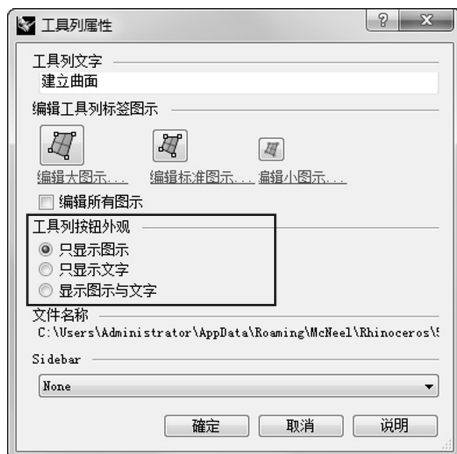 工具列属性
工具列文字
建立曲面
编辑工具列标签图示
编辑大图示... 编辑标准图示... 编辑小图示...
编辑所有图示
工具列按钮外观
只显示图示
只显示文字
显示图示与文字
文件名称
C:\Users\Administrator\AppData\Roaming\McNeel\Rhinoceros\5
Sidebar
None
確定 取消 说明